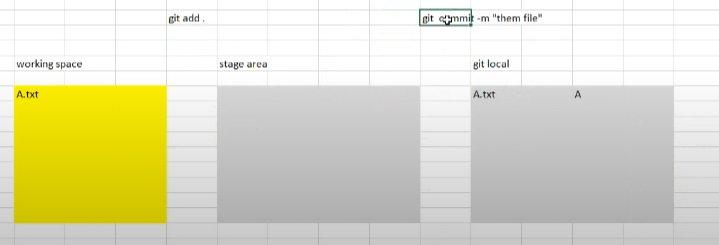 git add .
git commit -m "them file"
working space
stage area
git local
A.txt
A.txt
A